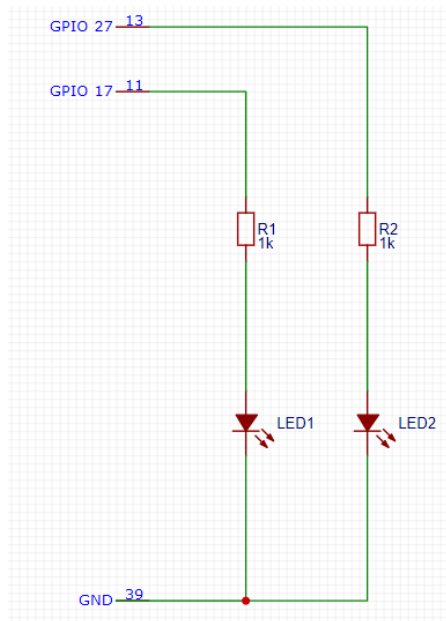 GPIO 27 13
GPIO 17 11
R1
1k
R2
1k
LED1
LED2
GND 39